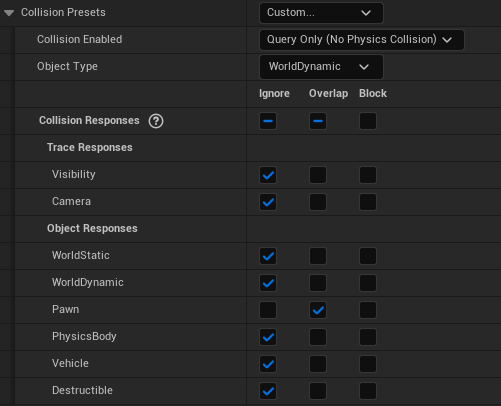 Collision Presets Custom...
Collision Enabled Query Only (No Physics Collision)
Object Type WorldDynamic
Ignore Overlap Block
Collision Responses ?
Trace Responses
Visibility
Camera
Object Responses
WorldStatic
WorldDynamic
Pawn
PhysicsBody
Vehicle
Destructible